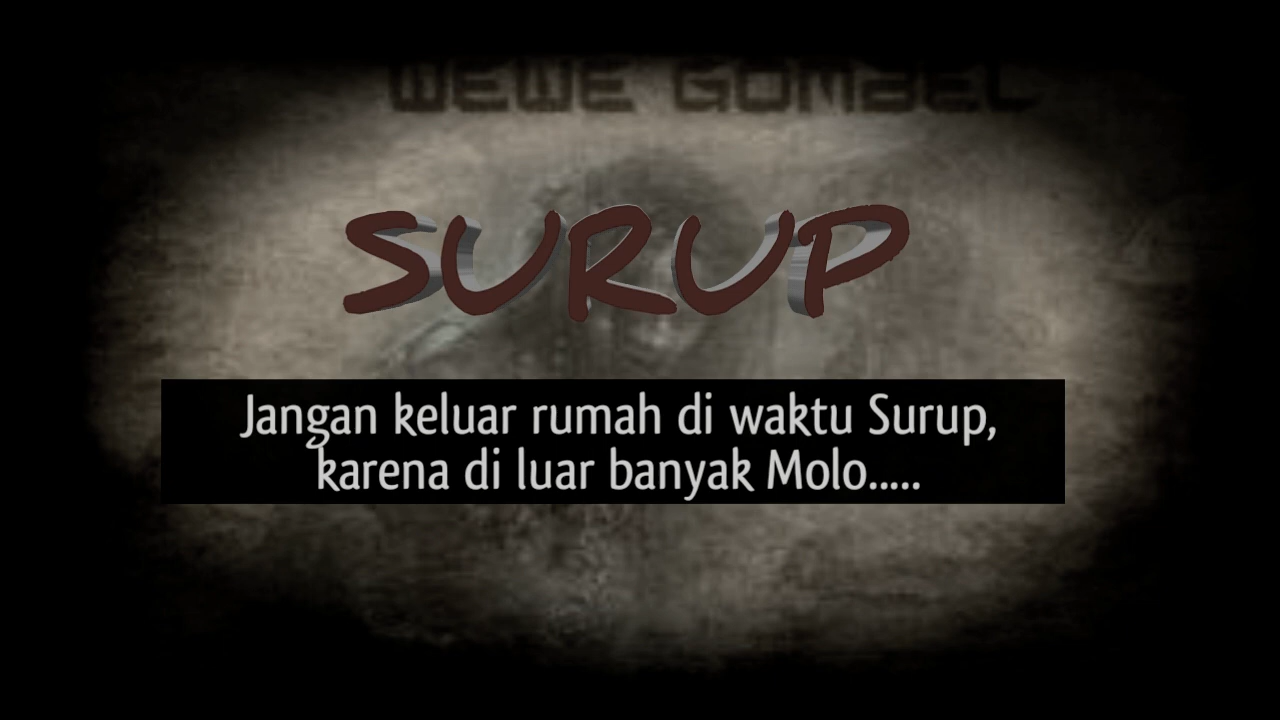 WEWE GOMBEL
SURUP
Jangan keluar rumah di waktu Surup,
karena di luar banyak Molo.....